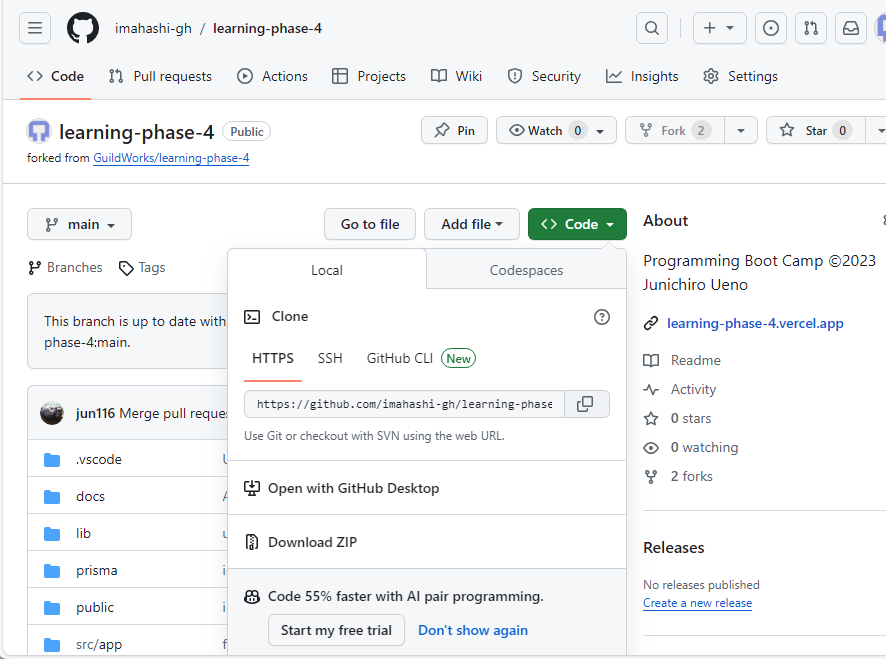 imahashi-gh / learning-phase-4
Code Pull requests Actions Projects Wiki Security Insights Settings
learning-phase-4 Public
Pin Watch 0 Fork 2 Star 0
forked from GuildWorks/learning-phase-4
main Go to file Add file Code
Branches Tags
Local Codespaces
Clone
This branch is up to date with
phase-4:main.
HTTPS SSH GitHub CLI New
https://github.com/imahashi-gh/learning-phase
Use Git or checkout with SVN using the web URL.
jun116 Merge pull reque
.vscode
docs
lib
prisma
public
src/app
Open with GitHub Desktop
Download ZIP
Code 55% faster with AI pair programming.
Start my free trial Don't show again
About
Programming Boot Camp ©2023
Junichiro Ueno
learning-phase-4.vercel.app
Readme
Activity
0 stars
0 watching
2 forks
Releases
No releases published
Create a new release